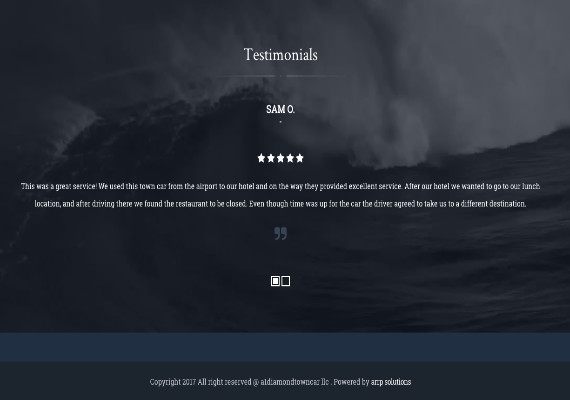 Testimonials
SAM O.
This was a great service! We used this town car from the airport to our hotel and on the way they provided excellent service. After our hotel we wanted to go to our lunch
location, and after driving there we found the restaurant to be closed. Even though time was up for the car the driver agreed to take us to a different destination.
Copyright 2017 All right reserved @ a1diamondtowncar llc . Powered by arrp solutions